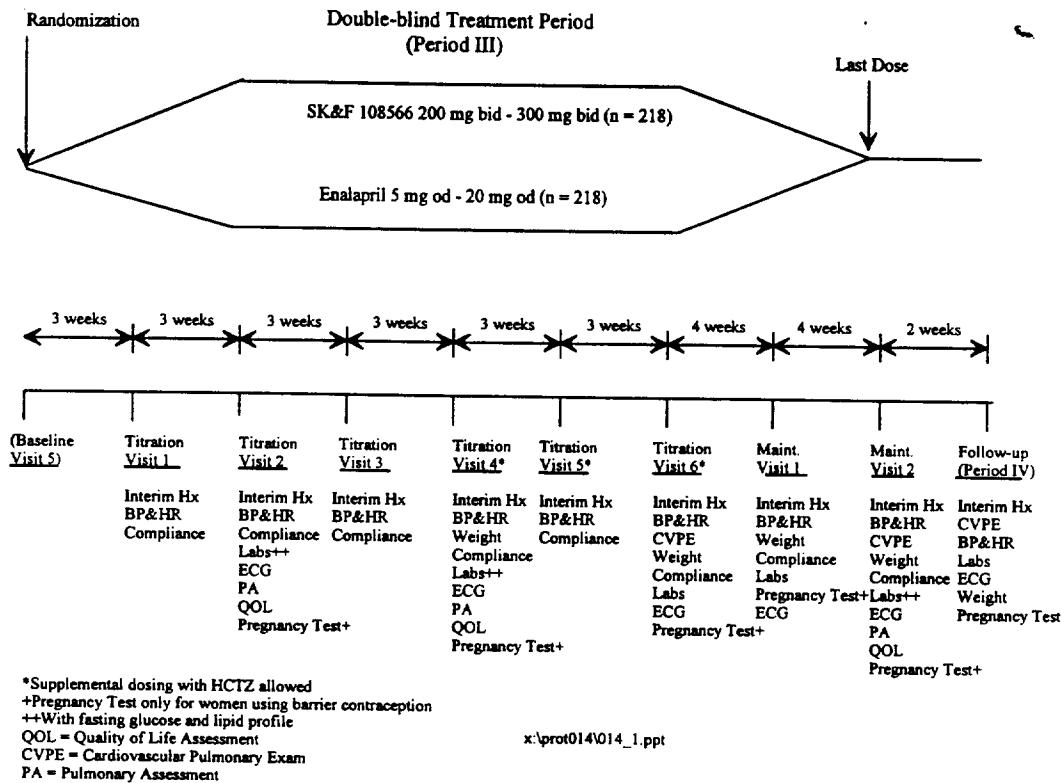 Randomization
Double-blind Treatment Period
(Period III)
Last Dose
SK&F 108566 200 mg bid - 300 mg bid (n = 218)
Enalapril 5 mg od - 20 mg od (n = 218)
3 weeks 3 weeks 3 weeks 3 weeks 3 weeks 3 weeks 4 weeks 4 weeks 2 weeks
(Baseline
Visit 5)
Titration
Visit 1
Interim Hx
BP&HR
Compliance
Titration
Visit 2
Interim Hx
BP&HR
Compliance
Labs++
ECG
PA
QOL
Pregnancy Test+
Titration
Visit 3
Interim Hx
BP&HR
Compliance
Titration
Visit 4*
Interim Hx
BP&HR
Weight
Compliance
Labs++
ECG
PA
QOL
Pregnancy Test+
Titration
Visit 5*
Interim Hx
BP&HR
Compliance
Titration
Visit 6*
Interim Hx
BP&HR
CVPE
Weight
Compliance
Labs
ECG
Pregnancy Test+
Maint.
Visit 1
Interim Hx
BP&HR
Weight
Compliance
Labs
Pregnancy Test+
ECG
Maint.
Visit 2
Interim Hx
BP&HR
CVPE
Weight
Compliance
Labs++
ECG
PA
QOL
Pregnancy Test+
Follow-up
(Period IV)
Interim Hx
CVPE
BP&HR
Labs
ECG
Weight
Pregnancy Test
*Supplemental dosing with HCTZ allowed
+Pregnancy Test only for women using barrier contraception
++With fasting glucose and lipid profile
QOL = Quality of Life Assessment
CVPE = Cardiovascular Pulmonary Exam
PA = Pulmonary Assessment
x:\prot014\014_1.ppt